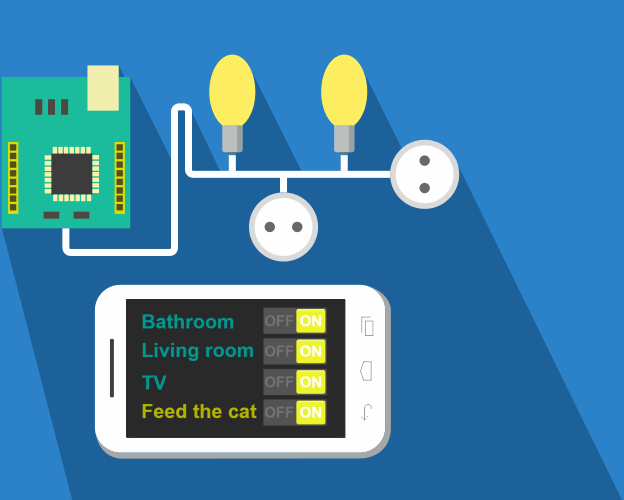 Bathroom OFF ON
Living room OFF ON
TV OFF ON
Feed the cat OFF ON